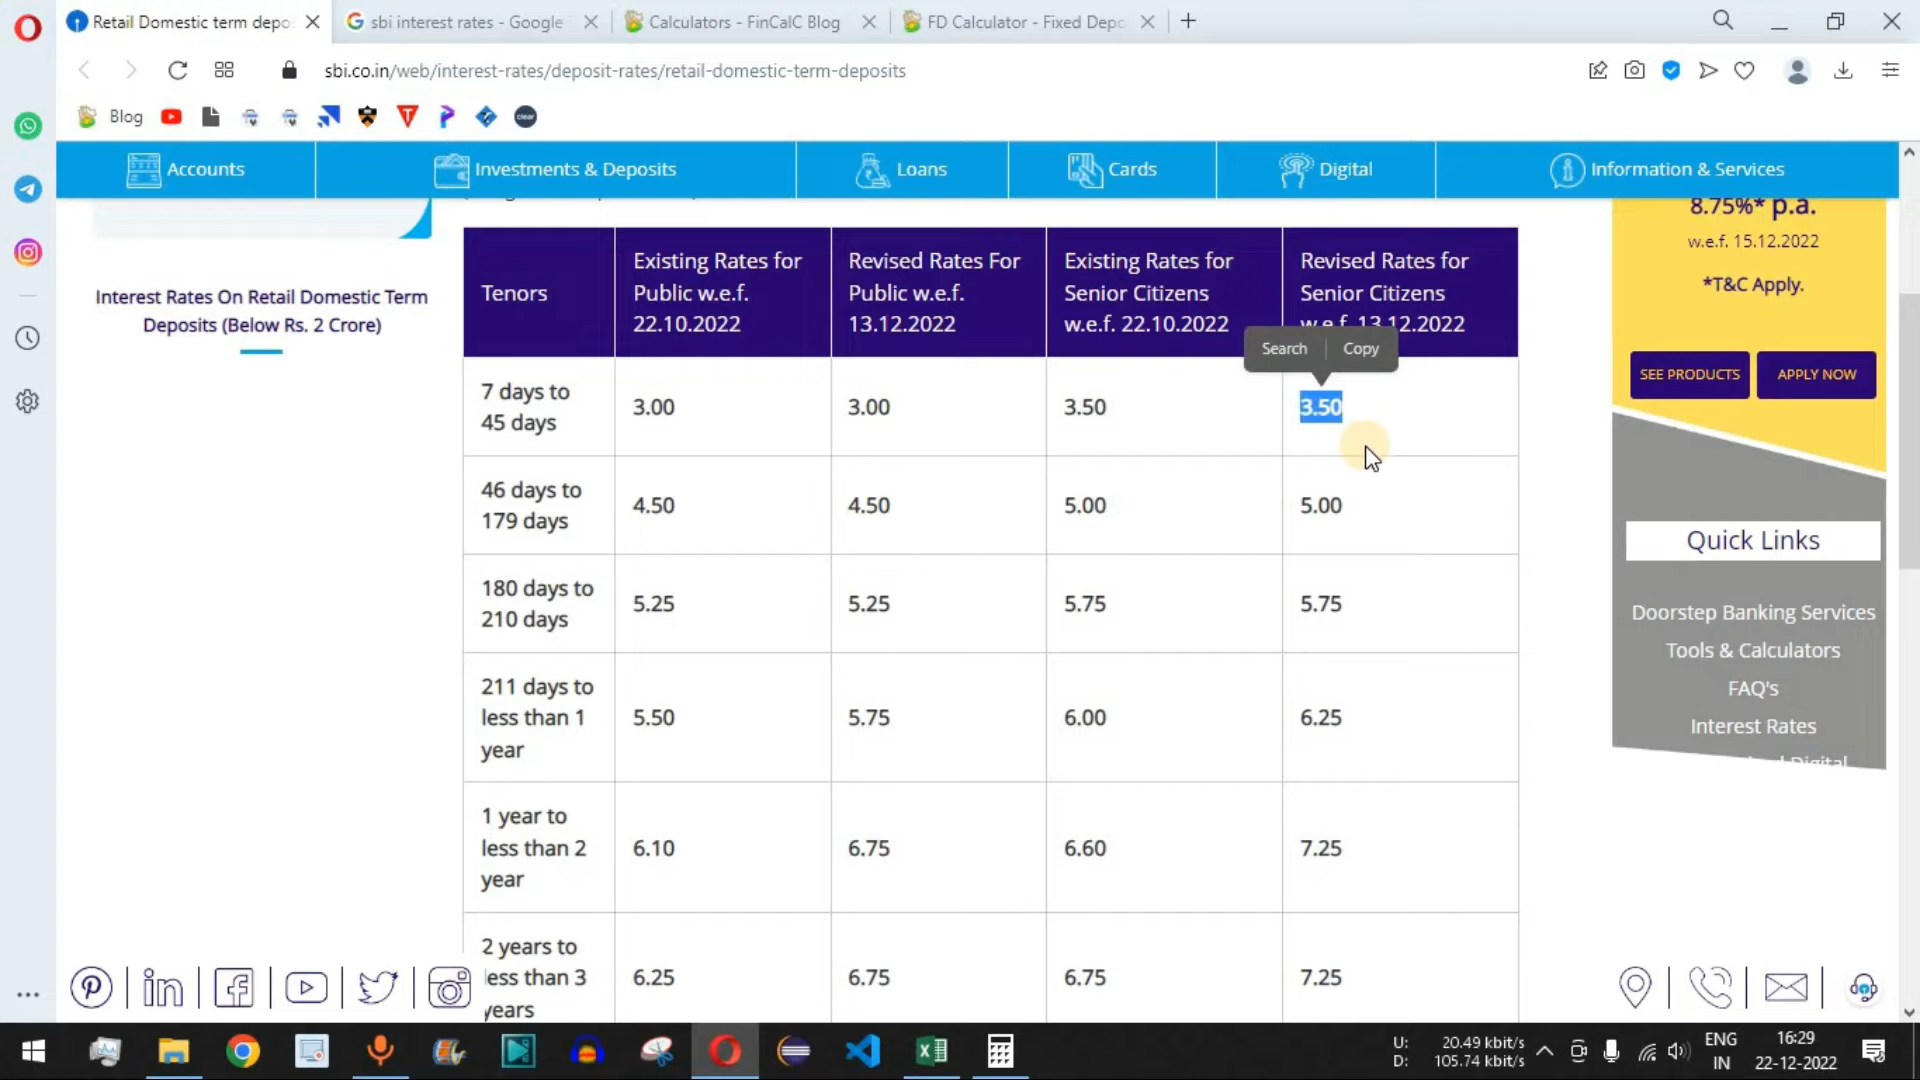 Retail Domestic term depo
sbi interest rates - Google
Calculators - FinCalC Blog
FD Calculator - Fixed Depo
sbi.co.in/web/interest-rates/deposit-rates/retail-domestic-term-deposits
Blog
clear
Accounts
Investments & Deposits
Loans
Cards
Digital
Information & Services
Interest Rates On Retail Domestic Term
Deposits (Below Rs. 2 Crore)
Tenors
Existing Rates for
Public w.e.f.
22.10.2022
Revised Rates For
Public w.e.f.
13.12.2022
Existing Rates for
Senior Citizens
w.e.f. 22.10.2022
Revised Rates for
Senior Citizens
w.e.f. 13.12.2022
Search
Copy
7 days to
45 days
3.00
3.00
3.50
3.50
46 days to
179 days
4.50
4.50
5.00
5.00
180 days to
210 days
5.25
5.25
5.75
5.75
211 days to
less than 1
year
5.50
5.75
6.00
6.25
1 year to
less than 2
year
6.10
6.75
6.60
7.25
2 years to
less than 3
years
6.25
6.75
6.75
7.25
8.75%* p.a.
w.e.f. 15.12.2022
*T&C Apply.
SEE PRODUCTS
APPLY NOW
Quick Links
Doorstep Banking Services
Tools & Calculators
FAQ's
Interest Rates
Digital
U: 20.49 kbit/s
D: 105.74 kbit/s
ENG
IN
16:29
22-12-2022